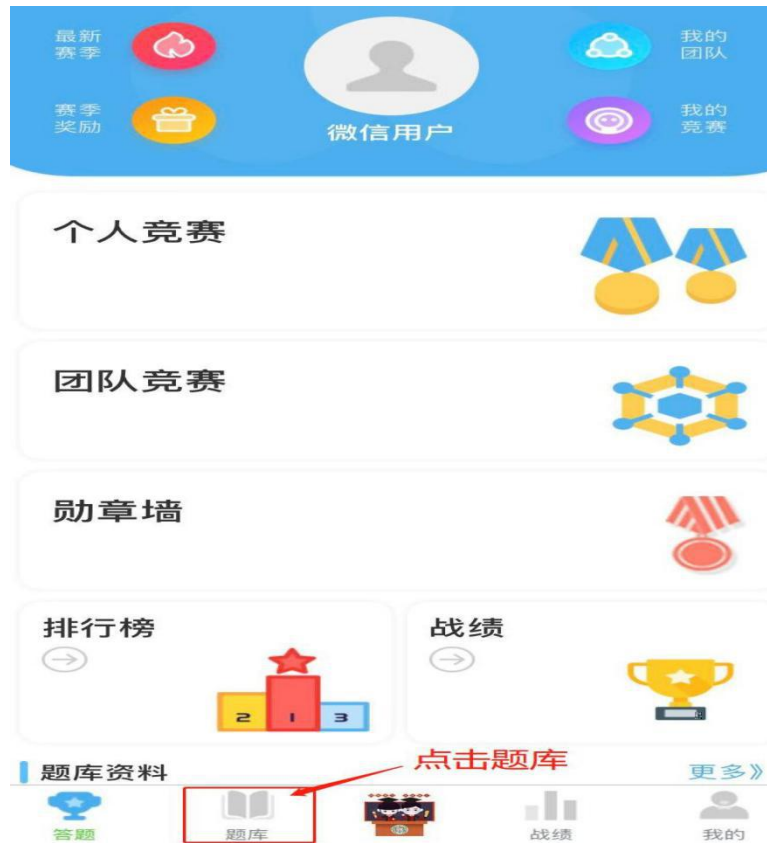 最新
赛季
我的
团队
赛季
奖励
微信用户
我的
竞赛
个人竞赛
团队竞赛
勋章墙
排行榜
战绩
2 1 3
点击题库
题库资料
更多》
答题
题库
战绩
我的